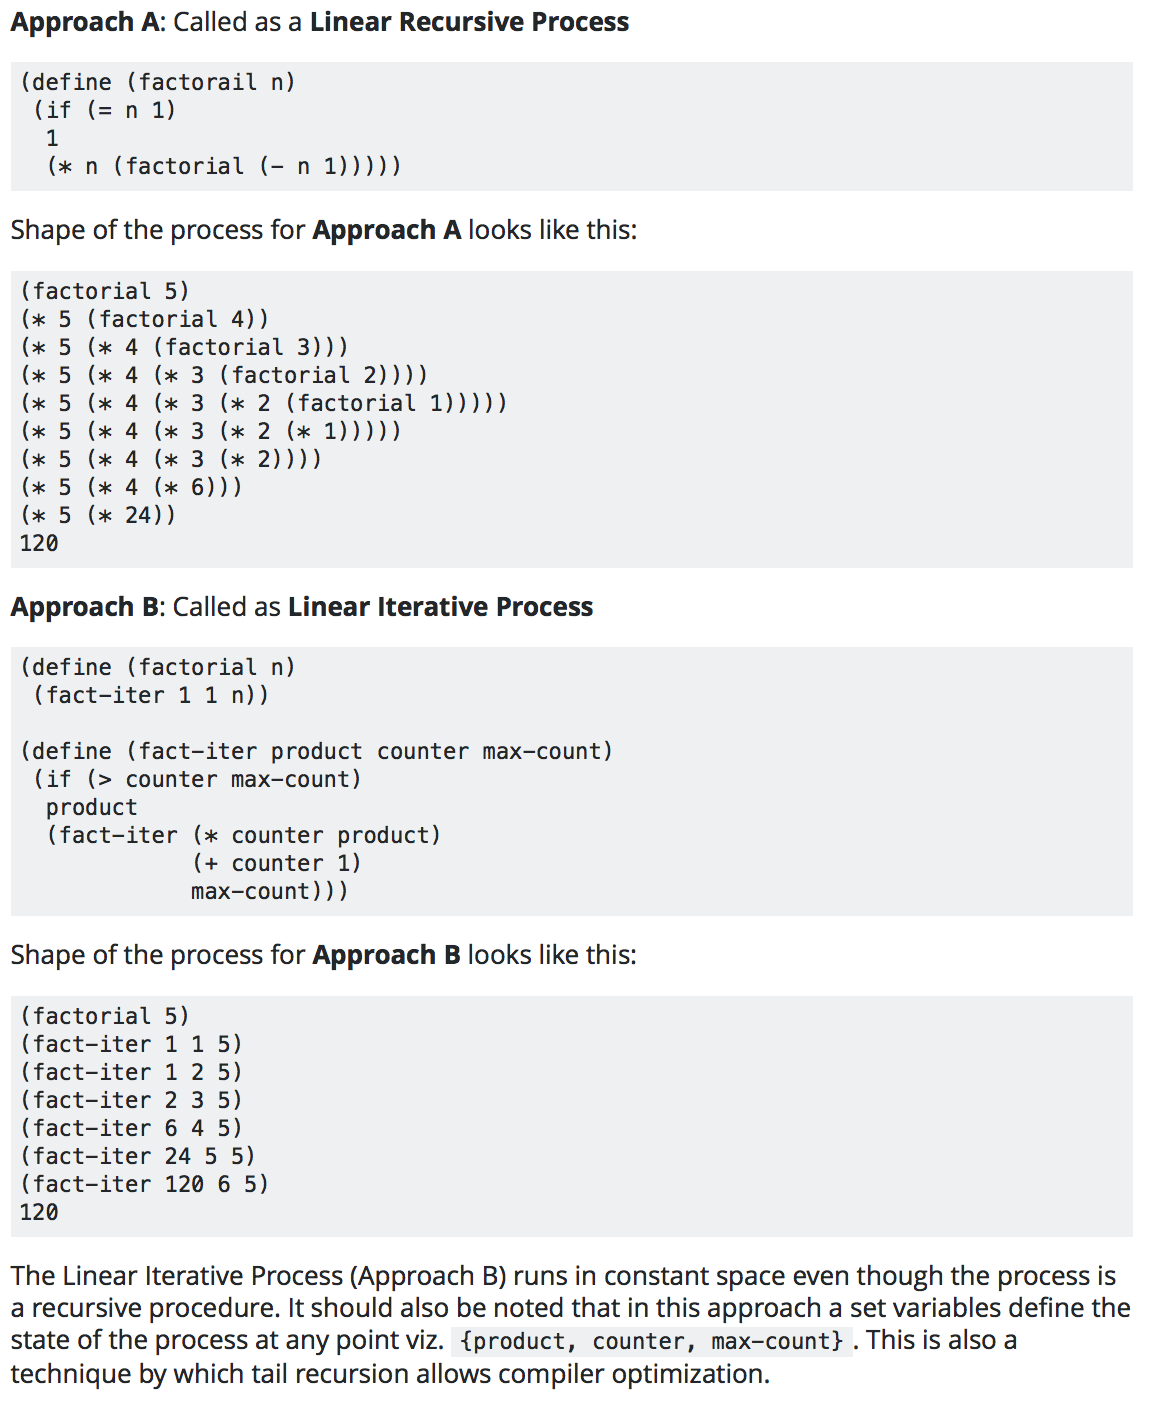 Approach A: Called as a Linear Recursive Process
(define (factorail n)
 (if (= n 1)
  1
  (* n (factorial (- n 1)))))
Shape of the process for Approach A looks like this:
(factorial 5)
(* 5 (factorial 4))
(* 5 (* 4 (factorial 3)))
(* 5 (* 4 (* 3 (factorial 2))))
(* 5 (* 4 (* 3 (* 2 (factorial 1)))))
(* 5 (* 4 (* 3 (* 2 (* 1)))))
(* 5 (* 4 (* 3 (* 2))))
(* 5 (* 4 (* 6)))
(* 5 (* 24))
120
Approach B: Called as Linear Iterative Process
(define (factorial n)
 (fact-iter 1 1 n))
(define (fact-iter product counter max-count)
 (if (> counter max-count)
  product
  (fact-iter (* counter product)
             (+ counter 1)
             max-count)))
Shape of the process for Approach B looks like this:
(factorial 5)
(fact-iter 1 1 5)
(fact-iter 1 2 5)
(fact-iter 2 3 5)
(fact-iter 6 4 5)
(fact-iter 24 5 5)
(fact-iter 120 6 5)
120
The Linear Iterative Process (Approach B) runs in constant space even though the process is
a recursive procedure. It should also be noted that in this approach a set variables define the
state of the process at any point viz. {product, counter, max-count}. This is also a
technique by which tail recursion allows compiler optimization.